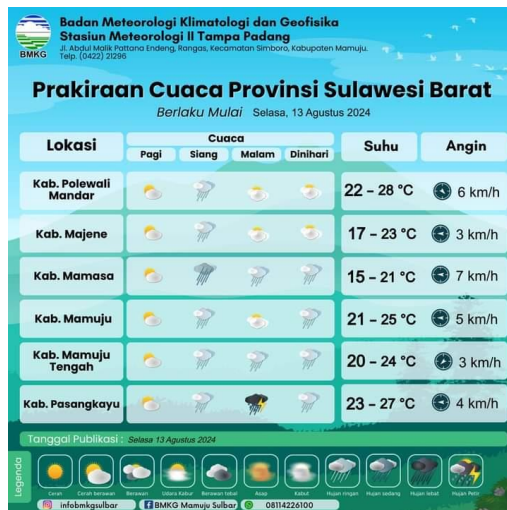 Badan Meteorologi Klimatologi dan Geofisika
Stasiun Meteorologi II Tampa Padang
Jl. Abdul Malik Pattana Endeng, Rangas, Kecamatan Simboro, Kabupaten Mamuju.
Telp. (0422) 21296
BMKG
Prakiraan Cuaca Provinsi Sulawesi Barat
Berlaku Mulai Selasa, 13 Agustus 2024
Lokasi Cuaca Suhu Angin
Pagi Siang Malam Dinihari
Kab. Polewali Mandar 22 – 28 °C 6 km/h
Kab. Majene 17 – 23 °C 3 km/h
Kab. Mamasa 15 – 21 °C 7 km/h
Kab. Mamuju 21 – 25 °C 5 km/h
Kab. Mamuju Tengah 20 – 24 °C 3 km/h
Kab. Pasangkayu 23 – 27 °C 4 km/h
Tanggal Publikasi : Selasa 13 Agustus 2024
Legenda
Cerah Cerah berawan Berawan Udara Kabur Berawan tebal Asap Kabut Hujan ringan Hujan sedang Hujan lebat Hujan Petir
infobmkgsulbar BMKG Mamuju Sulbar 08114226100